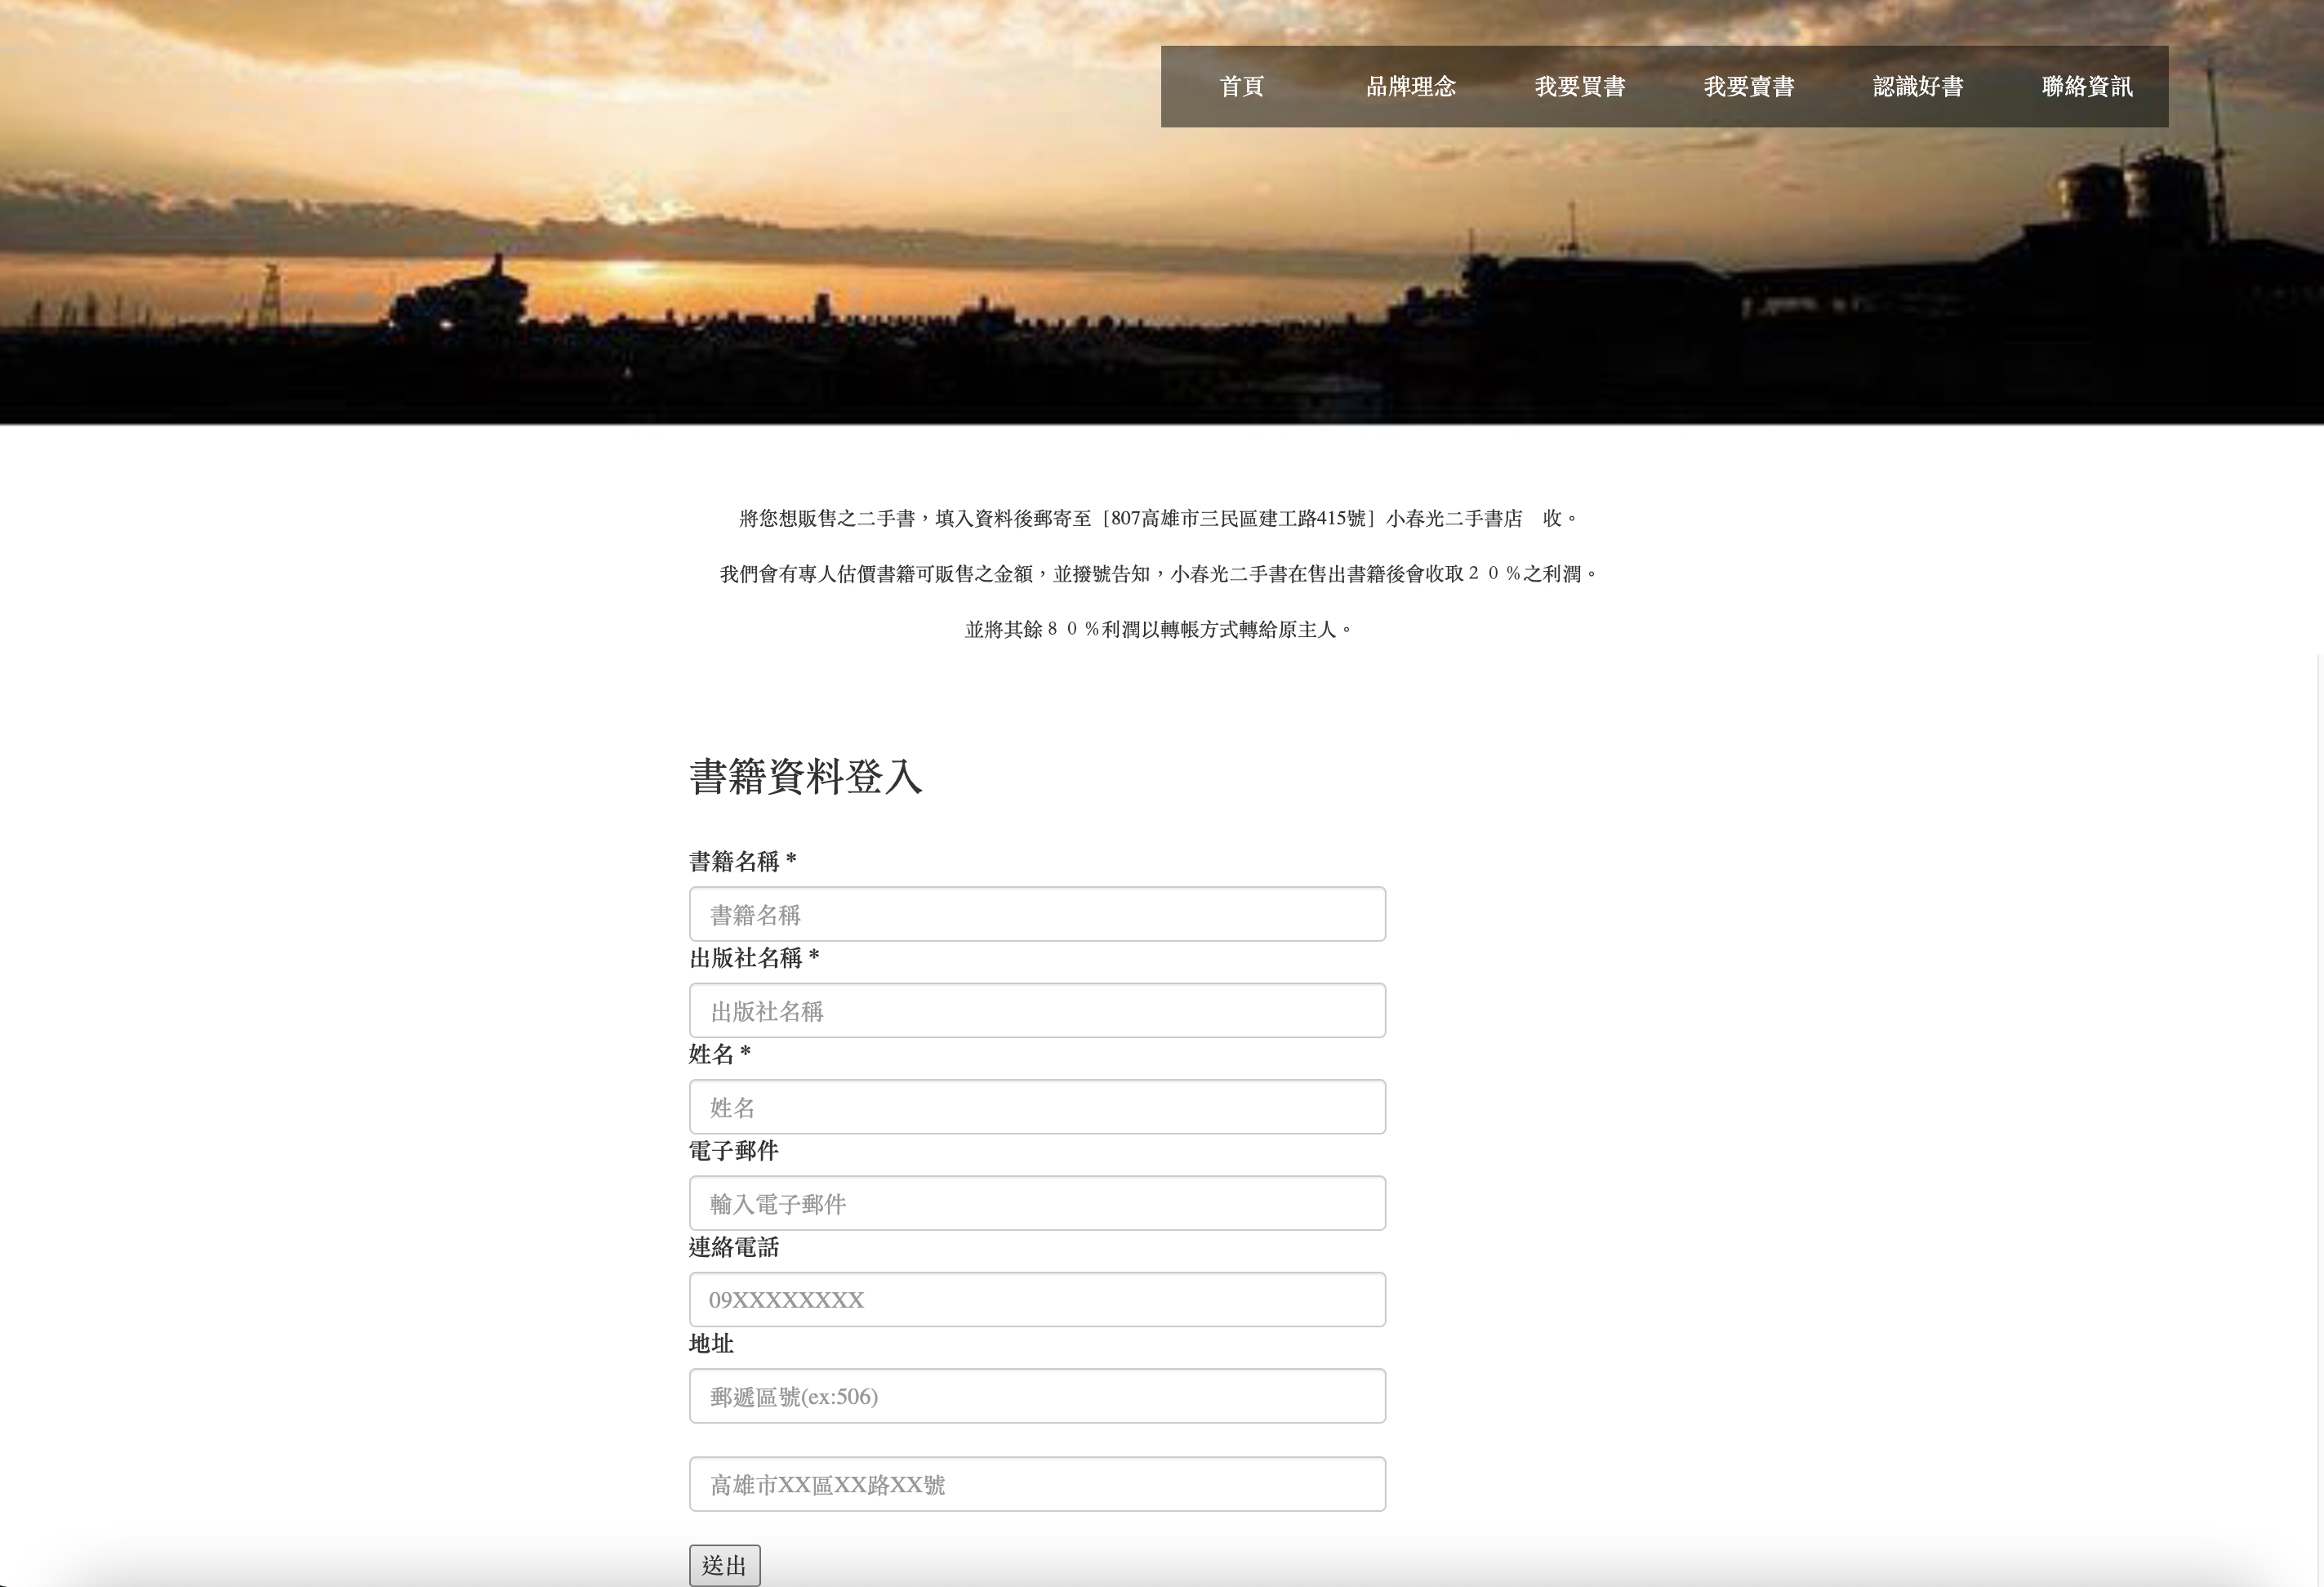 首頁 品牌理念 我要買書 我要賣書 認識好書 聯絡資訊
將您想販售之二手書，填入資料後郵寄至［807高雄市三民區建工路415號］小春光二手書店　收。
我們會有專人估價書籍可販售之金額，並撥號告知，小春光二手書在售出書籍後會收取２０％之利潤。
並將其餘８０％利潤以轉帳方式轉給原主人。
書籍資料登入
書籍名稱 *
書籍名稱
出版社名稱 *
出版社名稱
姓名 *
姓名
電子郵件
輸入電子郵件
連絡電話
09XXXXXXXX
地址
郵遞區號(ex:506)
高雄市XX區XX路XX號
送出